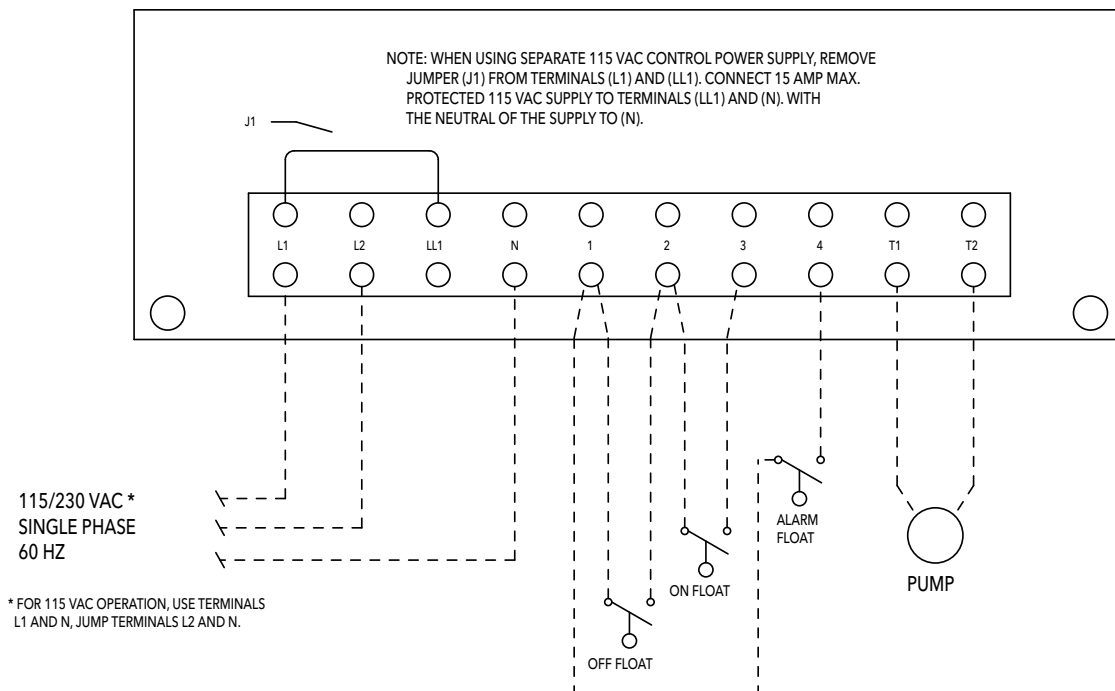 NOTE: WHEN USING SEPARATE 115 VAC CONTROL POWER SUPPLY, REMOVE
JUMPER (J1) FROM TERMINALS (L1) AND (LL1). CONNECT 15 AMP MAX.
PROTECTED 115 VAC SUPPLY TO TERMINALS (LL1) AND (N). WITH
THE NEUTRAL OF THE SUPPLY TO (N).
J1
L1 L2 LL1 N 1 2 3 4 T1 T2
115/230 VAC *
SINGLE PHASE
60 HZ
* FOR 115 VAC OPERATION, USE TERMINALS
L1 AND N, JUMP TERMINALS L2 AND N.
OFF FLOAT
ON FLOAT
ALARM
FLOAT
PUMP